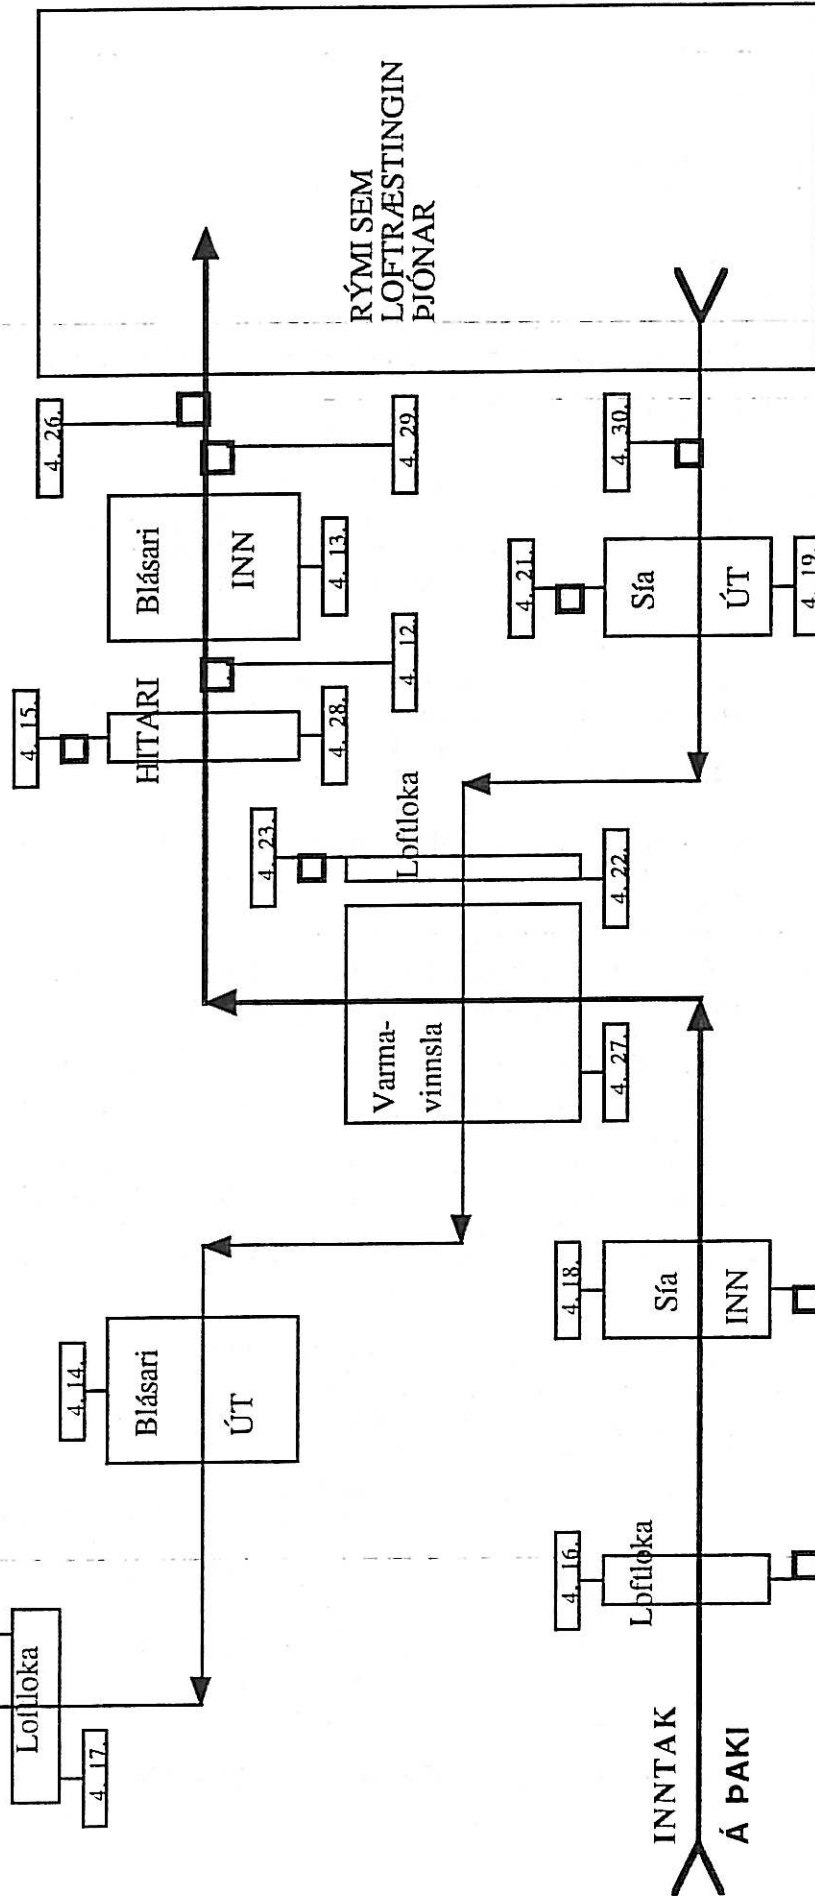 Loftloka
4. 17.
4. 14.
Blásari
ÚT
INNTAK
Á ÞAKI
4. 16.
Loftloka
4. 18.
Sía
INN
Varma-
vinnsla
4. 27.
4. 23.
Loftloka
4. 22.
4. 15.
HITARI
4. 28.
4. 12.
Blásari
INN
4. 13.
4. 26.
4. 29.
4. 21.
Sía
ÚT
4. 19.
4. 30.
RÝMI SEM
LOFTRÆSTINGIN
ÞJÓNAR